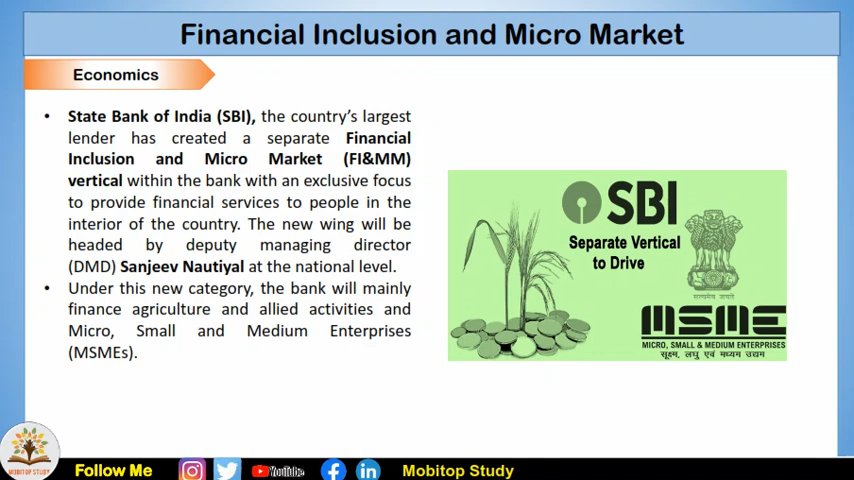 Financial Inclusion and Micro Market
Economics
• State Bank of India (SBI), the country's largest
lender has created a separate Financial
Inclusion and Micro Market (FI&MM)
vertical within the bank with an exclusive focus
to provide financial services to people in the
interior of the country. The new wing will be
headed by deputy managing director
(DMD) Sanjeev Nautiyal at the national level.
• Under this new category, the bank will mainly
finance agriculture and allied activities and
Micro, Small and Medium Enterprises
(MSMEs).
SBI
Separate Vertical
to Drive
सत्यमेव जयते
MSME
MICRO, SMALL & MEDIUM ENTERPRISES
सूक्ष्म, लघु एवं मध्यम उद्यम
MOBITOP STUDY
Follow Me
YouTube
in
Mobitop Study